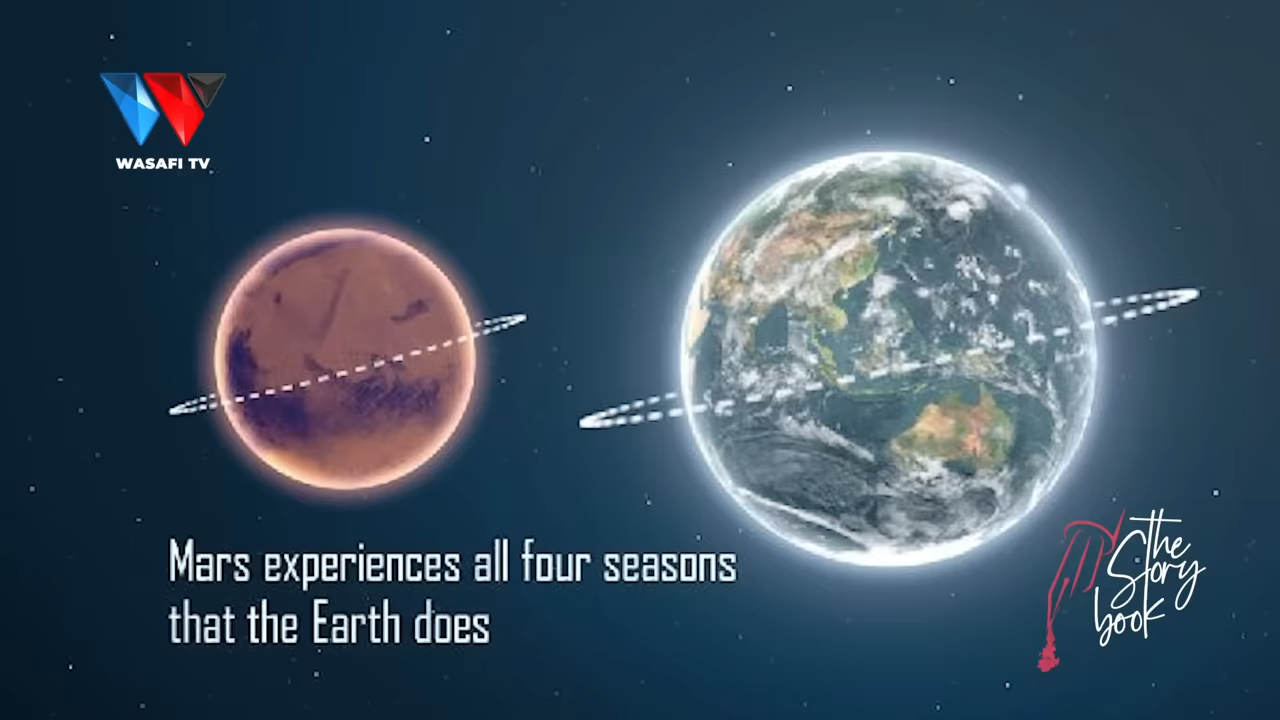 WASAFI TV
Mars experiences all four seasons
that the Earth does
the
Story
book